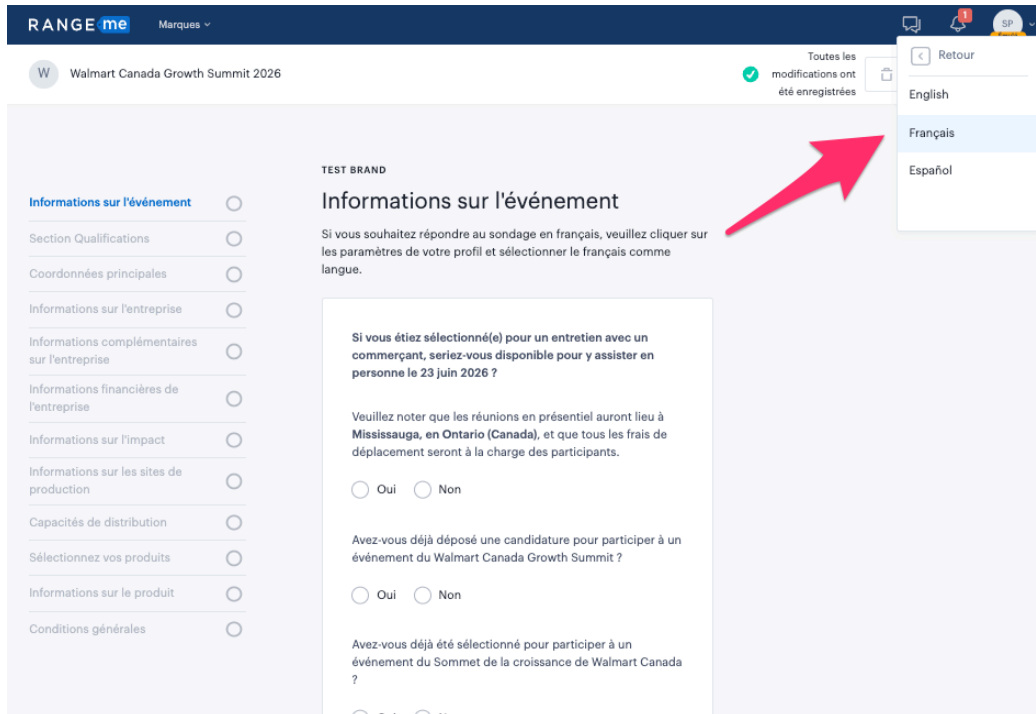 RANGE me
Marques
SP
W
Walmart Canada Growth Summit 2026
Toutes les
modifications ont
été enregistrées
1
Retour
English
Français
Español
Informations sur l'événement
Section Qualifications
Coordonnées principales
Informations sur l'entreprise
Informations complémentaires
sur l'entreprise
Informations financières de
l'entreprise
Informations sur l'impact
Informations sur les sites de
production
Capacités de distribution
Sélectionnez vos produits
Informations sur le produit
Conditions générales
TEST BRAND
Informations sur l'événement
Si vous souhaitez répondre au sondage en français, veuillez cliquer sur
les paramètres de votre profil et sélectionner le français comme
langue.
Si vous étiez sélectionné(e) pour un entretien avec un
commerçant, seriez-vous disponible pour y assister en
personne le 23 juin 2026 ?
Veuillez noter que les réunions en présentiel auront lieu à
Mississauga, en Ontario (Canada), et que tous les frais de
déplacement seront à la charge des participants.
Oui Non
Avez-vous déjà déposé une candidature pour participer à un
événement du Walmart Canada Growth Summit ?
Oui Non
Avez-vous déjà été sélectionné pour participer à un
événement du Sommet de la croissance de Walmart Canada
?